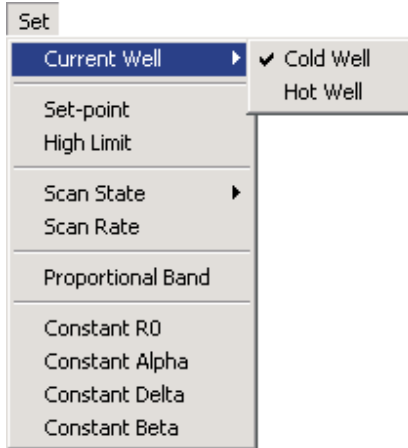 Set
Current Well
✔ Cold Well
Hot Well
Set-point
High Limit
Scan State
Scan Rate
Proportional Band
Constant R0
Constant Alpha
Constant Delta
Constant Beta